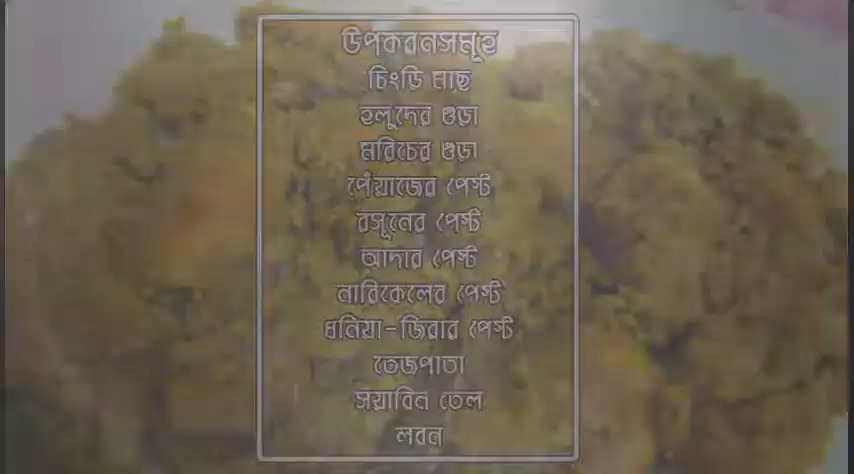 উপকরনসমূহ
চিংড়ি মাছ
হলুদের গুড়া
মরিচের গুড়া
পেঁয়াজের পেস্ট
রসূনের পেস্ট
আদার পেস্ট
নারিকেলের পেস্ট
ধনিয়া-জিরার পেস্ট
তেজপাতা
সয়াবিন তেল
লবন